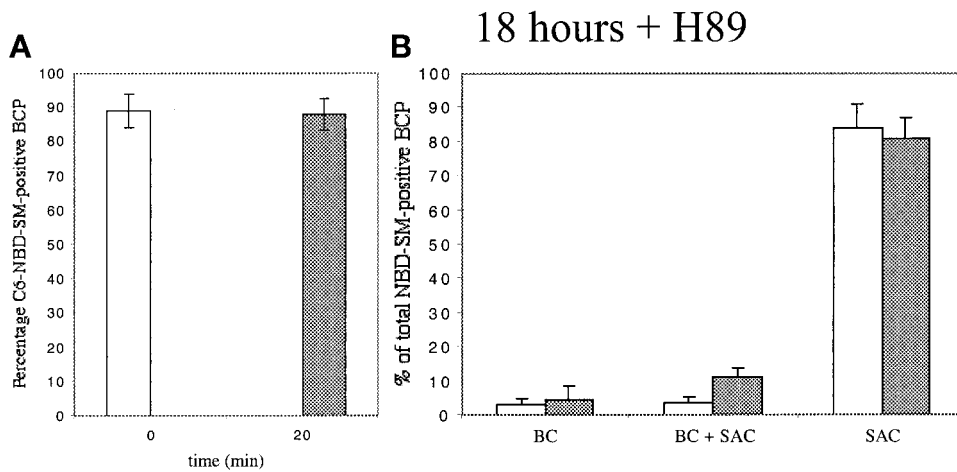 18 hours + H89
A
B
Percentage C6-NBD-SM-positive BCP
100
90
80
70
60
50
40
30
20
10
0
0
20
time (min)
% of total NBD-SM-positive BCP
100
90
80
70
60
50
40
30
20
10
0
BC
BC + SAC
SAC